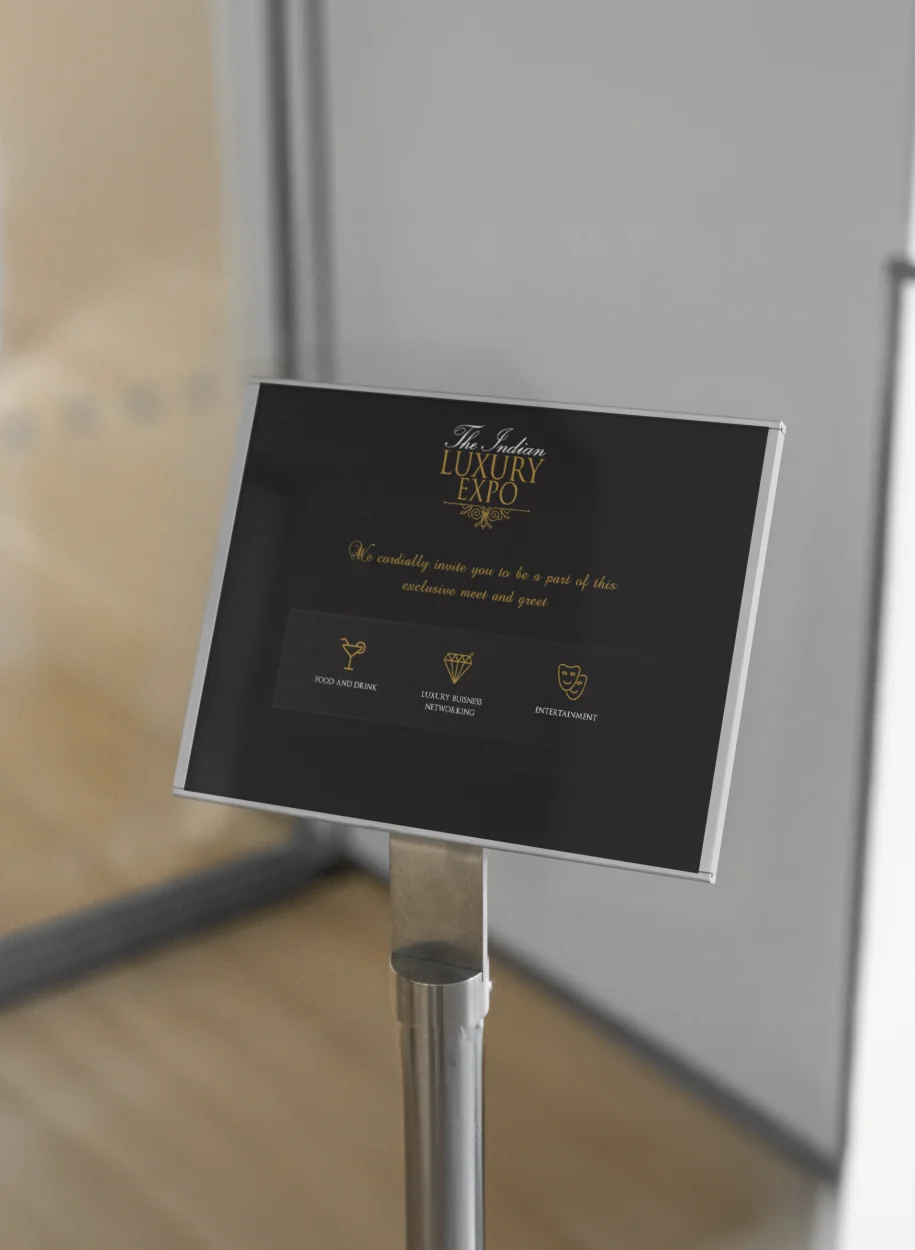 The Indian
LUXURY
EXPO
We cordially invite you to be a part of this
exclusive meet and greet
FOOD AND DRINK
LUXURY BUISNESS
NETWORKING
ENTERTAINMENT